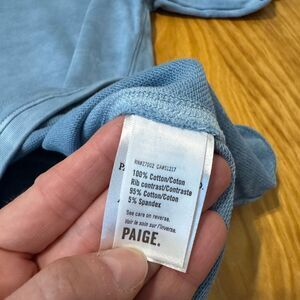 100% Cotton/Coton
Rib contrast/Contraste
95% Cotton/Coton
5% Spandex
See care on reverse.
Voir le soin sur l'inverse.
PAIGE.